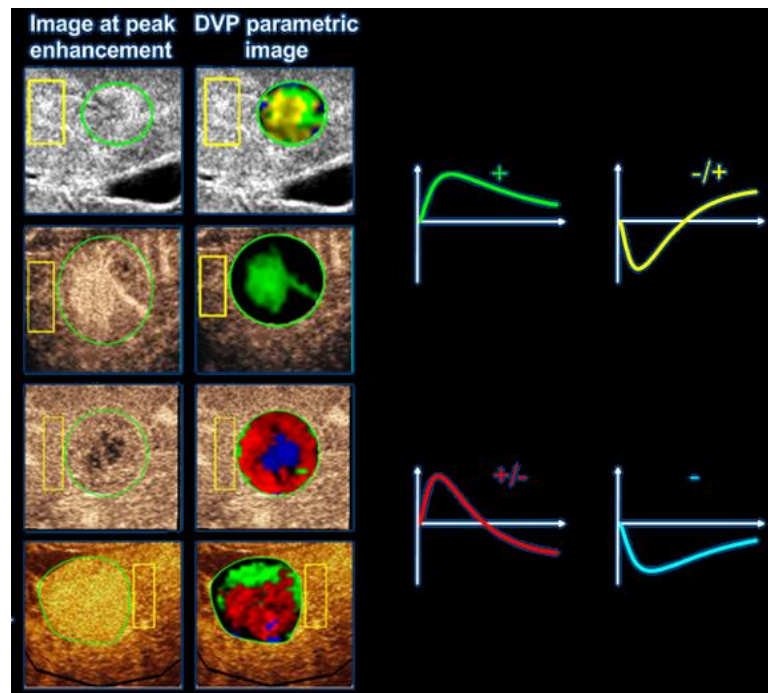 Image at peak
enhancement
DVP parametric
image
+
-/+
+/-
-